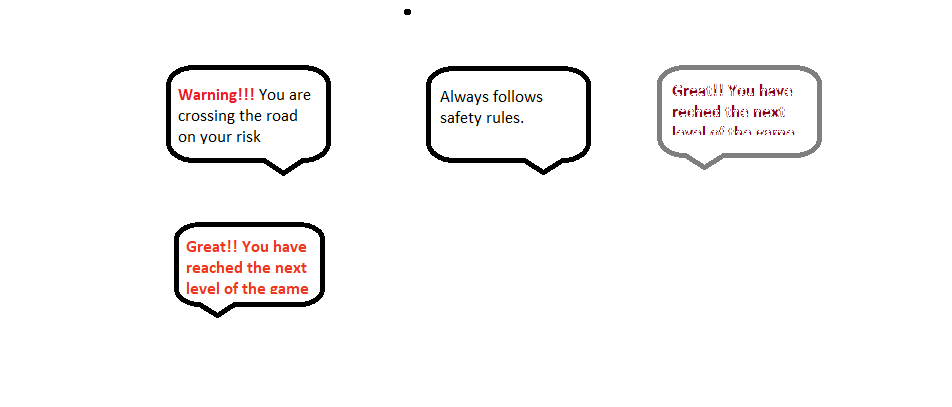 Warning!!! You are
crossing the road
on your risk
Always follows
safety rules.
Great!! You have
reched the next
level of the game
Great!! You have
reached the next
level of the game